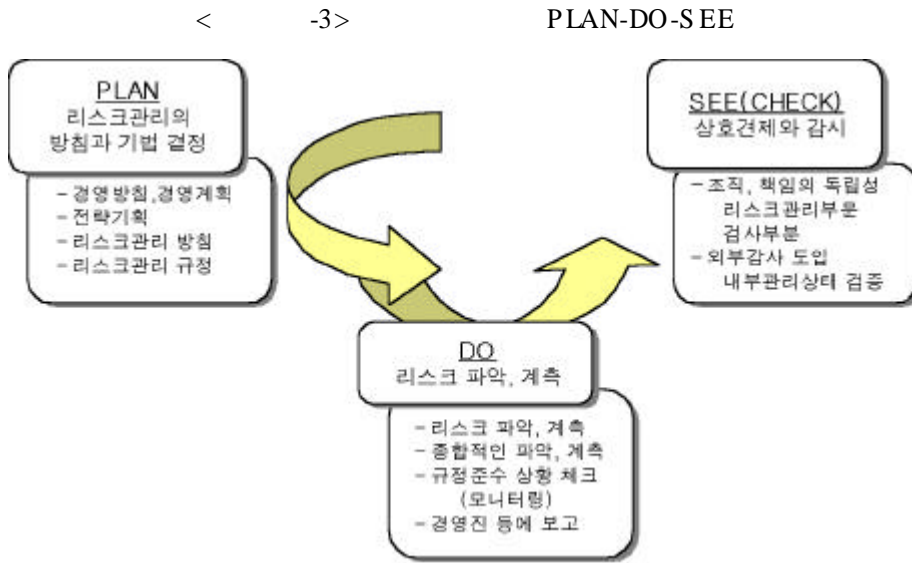 < -3> PLAN-DO-SEE
PLAN
리스크관리의
방침과 기법 결정
- 경영방침,경영계획
- 전략기획
- 리스크관리 방침
- 리스크관리 규정
SEE(CHECK)
상호견제와 감시
- 조직, 책임의 독립성
리스크관리부문
검사부분
- 외부감사 도입
내부관리상태 검증
DO
리스크 파악, 계측
- 리스크 파악, 계측
- 종합적인 파악, 계측
- 규정준수 상황 체크
(모니터링)
- 경영진 등에 보고